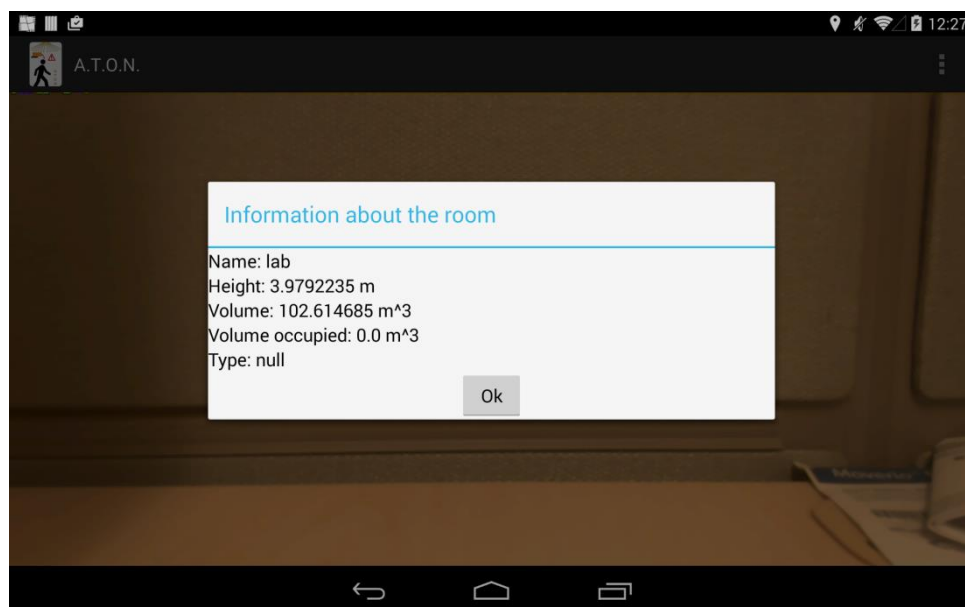 12:27
A.T.O.N.
Information about the room
Name: lab
Height: 3.9792235 m
Volume: 102.614685 m^3
Volume occupied: 0.0 m^3
Type: null
Ok